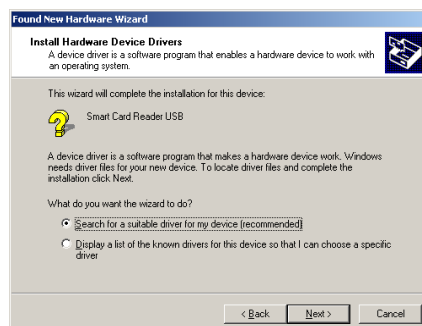 Found New Hardware Wizard
Install Hardware Device Drivers
A device driver is a software program that enables a hardware device to work with
an operating system.
This wizard will complete the installation for this device:
Smart Card Reader USB
A device driver is a software program that makes a hardware device work. Windows
needs driver files for your new device. To locate driver files and complete the
installation click Next.
What do you want the wizard to do?
Search for a suitable driver for my device (recommended)
Display a list of the known drivers for this device so that I can choose a specific
driver
< Back
Next >
Cancel